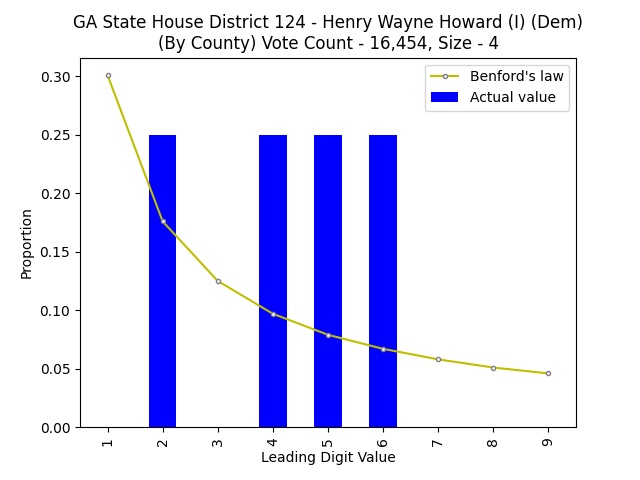 GA State House District 124 - Henry Wayne Howard (I) (Dem)
(By County) Vote Count - 16,454, Size - 4
Benford's law
Actual value
0.30
0.25
0.20
0.15
0.10
0.05
0.00
Proportion
1 2 3 4 5 6 7 8 9
Leading Digit Value